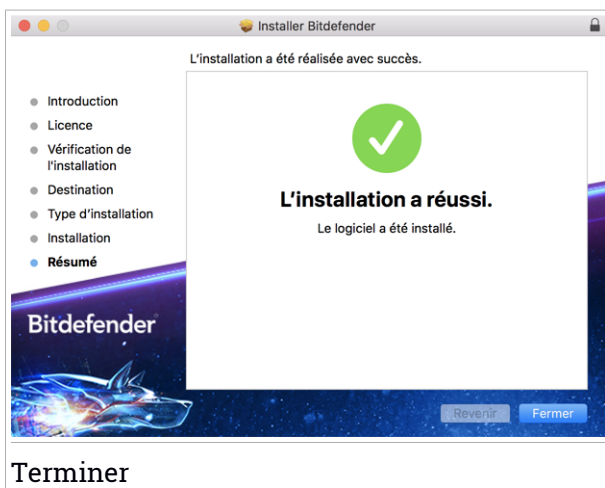 Installer Bitdefender
L'installation a été réalisée avec succès.
Introduction
Licence
Vérification de
l'installation
Destination
Type d'installation
Installation
Résumé
L'installation a réussi.
Le logiciel a été installé.
Bitdefender
Revenir
Fermer
Terminer